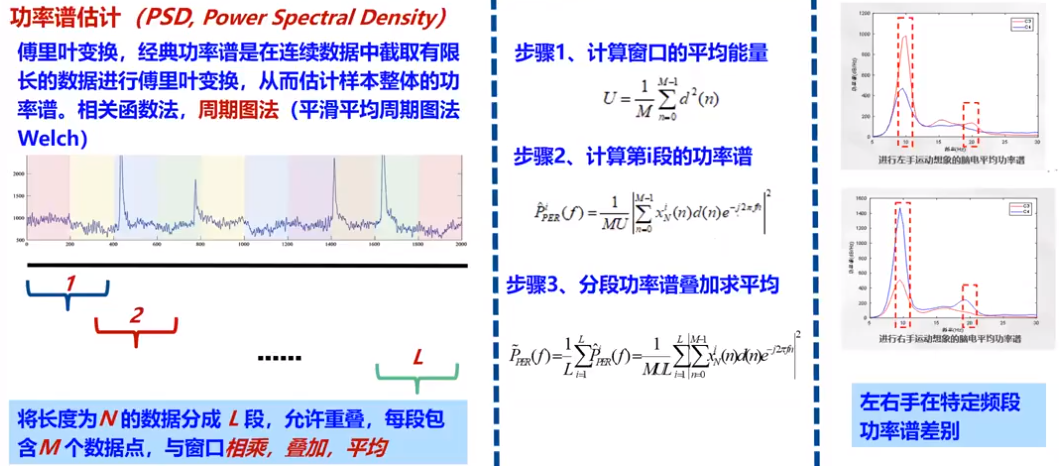 功率谱估计（PSD, Power Spectral Density）
傅里叶变换，经典功率谱是在连续数据中截取有限
长的数据进行傅里叶变换，从而估计样本整体的功
率谱。相关函数法，周期图法（平滑平均周期图法
Welch）
2000
1500
1000
500
0 200 400 600 800 1000 1200 1400 1600 1800 2000
1
2
......
L
将长度为N的数据分成 L 段，允许重叠，每段包
含M 个数据点，与窗口相乘，叠加，平均
步骤1、计算窗口的平均能量
U = \frac{1}{M} \sum_{n=0}^{M-1} d^2(n)
步骤2、计算第i段的功率谱
\hat{P}^i_{PER}(f) = \frac{1}{MU} \left| \sum_{n=0}^{M-1} x^i_N(n)d(n)e^{-j2\pi fn} \right|^2
步骤3、分段功率谱叠加求平均
\tilde{P}_{PER}(f) = \frac{1}{L} \sum_{i=1}^{L} \hat{P}^i_{PER}(f) = \frac{1}{MUL} \sum_{i=1}^{L} \left| \sum_{n=0}^{M-1} x^i_N(n)d(n)e^{-j2\pi fn} \right|^2
C3
C4
1200
1000
800
600
400
200
0
5 10 15 20 25 30
频率(Hz)
进行左手运动想象的脑电平均功率谱
C3
C4
1600
1400
1200
1000
800
600
400
200
0
5 10 15 20 25 30
频率(Hz)
进行右手运动想象的脑电平均功率谱
左右手在特定频段
功率谱差别